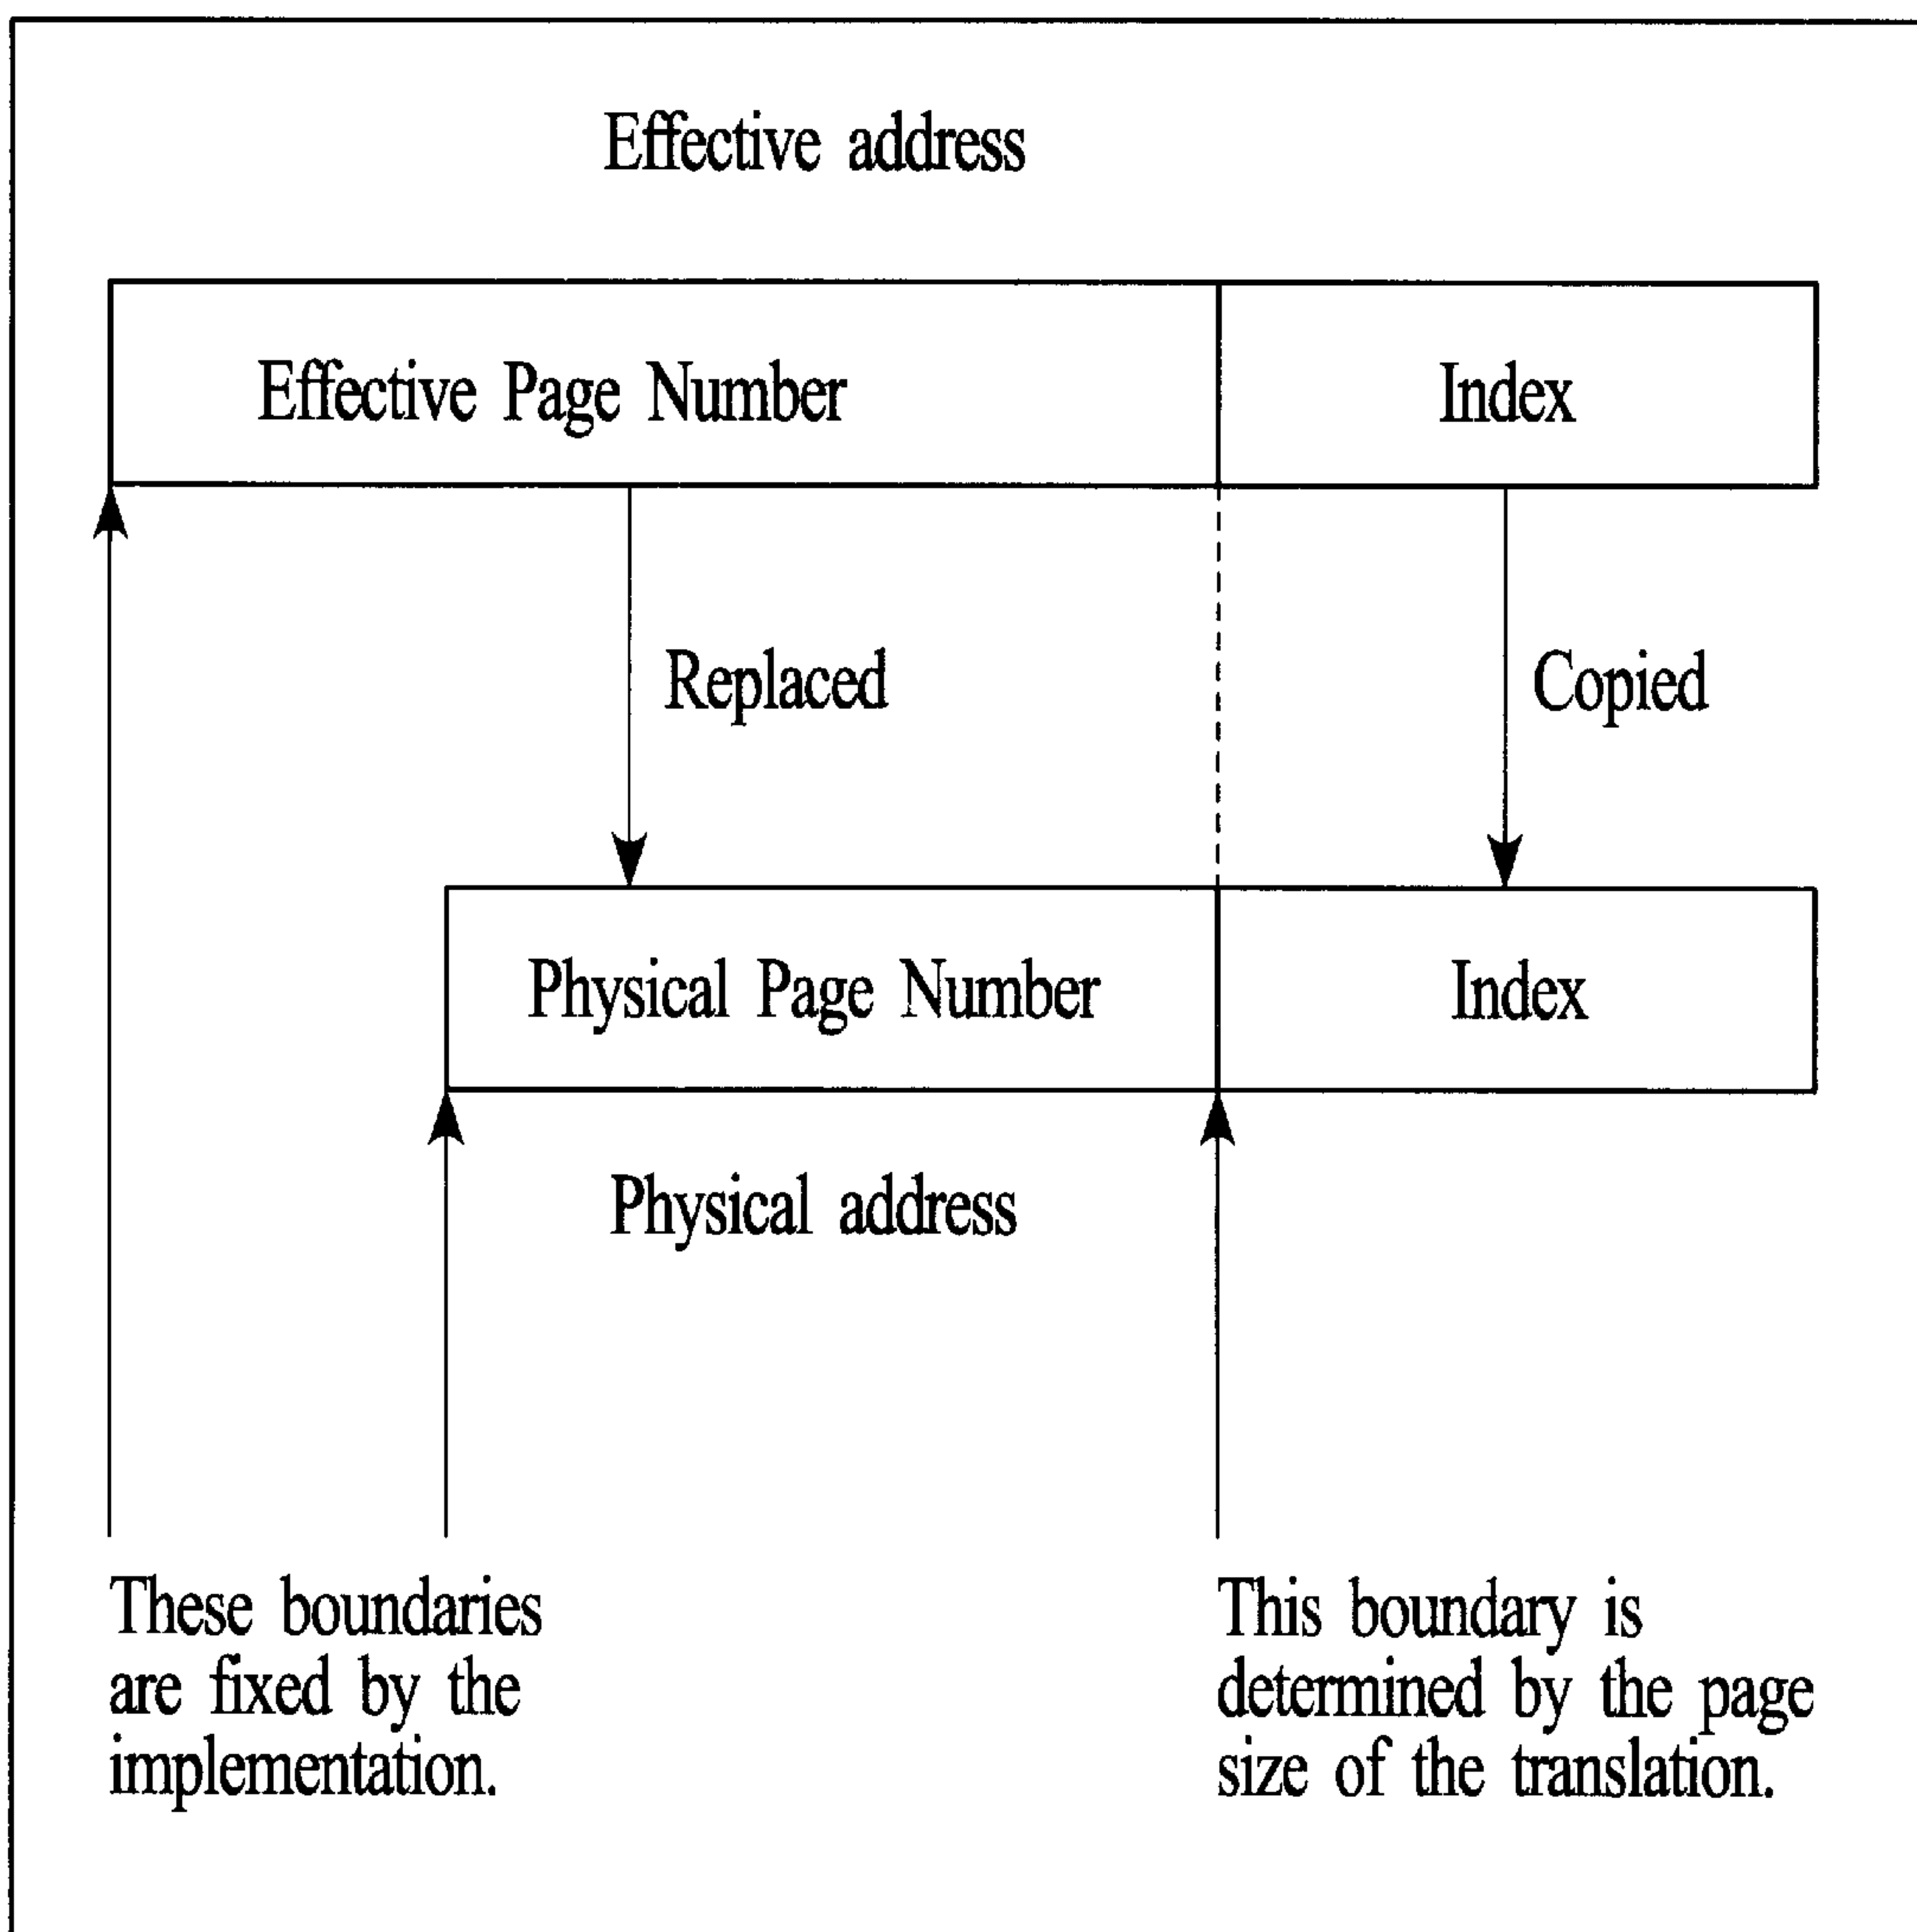 Effective address
Effective Page Number
Index
Replaced
Copied
Physical Page Number
Index
Physical address
These boundaries
are fixed by the
implementation.
This boundary is
determined by the page
size of the translation.